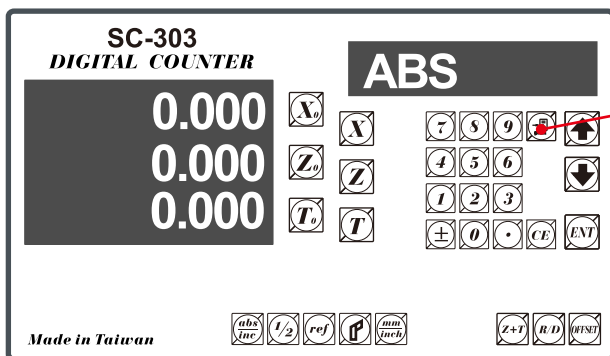 SC-303
DIGITAL COUNTER
ABS
0.000
0.000
0.000
X₀
X
Z₀
Z
T₀
T
7 8 9
4 5 6
1 2 3
± 0 · CE ENT
abs/inc 1/2 ref mm/inch
Z+T R/D OFFSET
Made in Taiwan